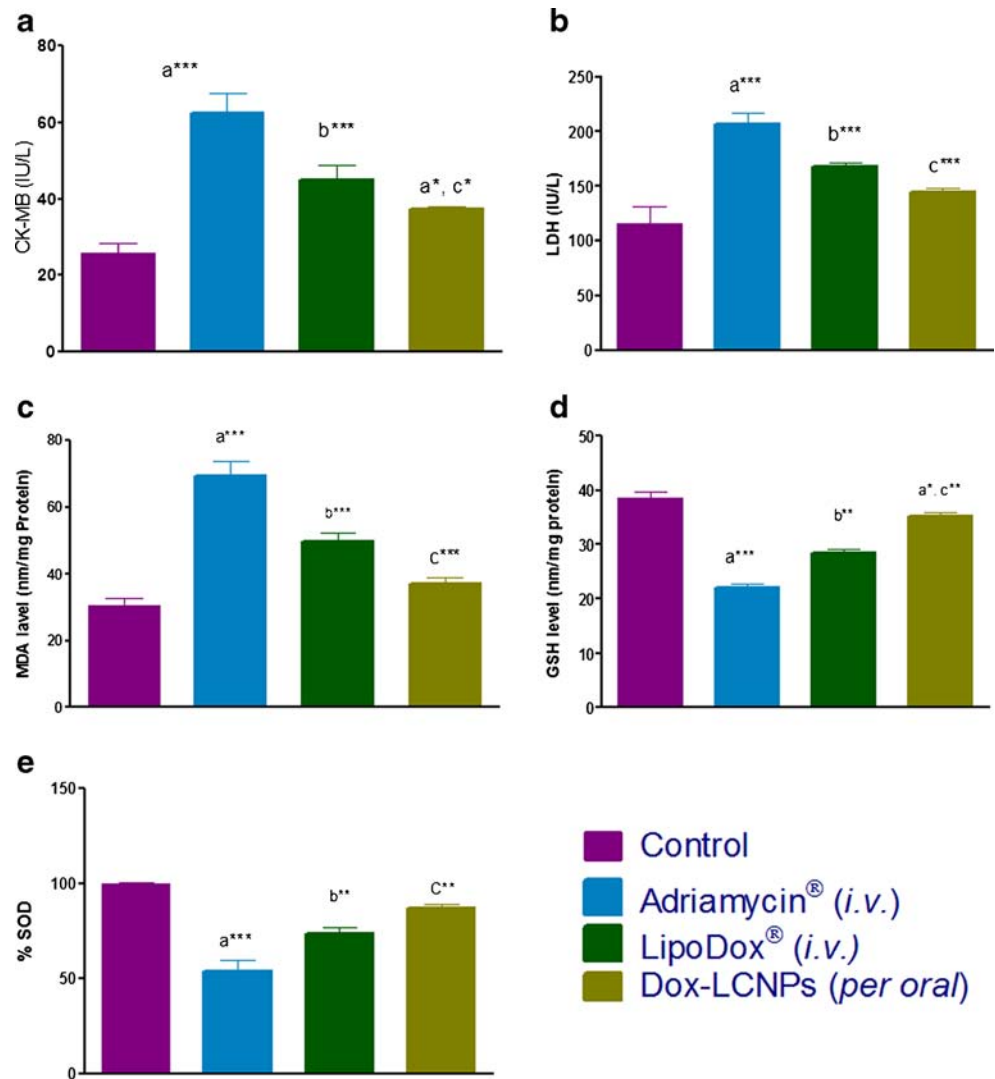 a
80
60
40
20
0
CK-MB (IU/L)
a***
b***
a*, c*
b
250
200
150
100
50
0
LDH (IU/L)
a***
b***
c***
c
80
60
40
20
0
MDA lavel (nm/mg Protein)
a***
b***
c***
d
50
40
30
20
10
0
GSH level (nm/mg protein)
a***
b**
a*. c**
e
150
100
50
0
% SOD
a***
b**
C**
Control
Adriamycin® (i.v.)
LipoDox® (i.v.)
Dox-LCNPs (per oral)